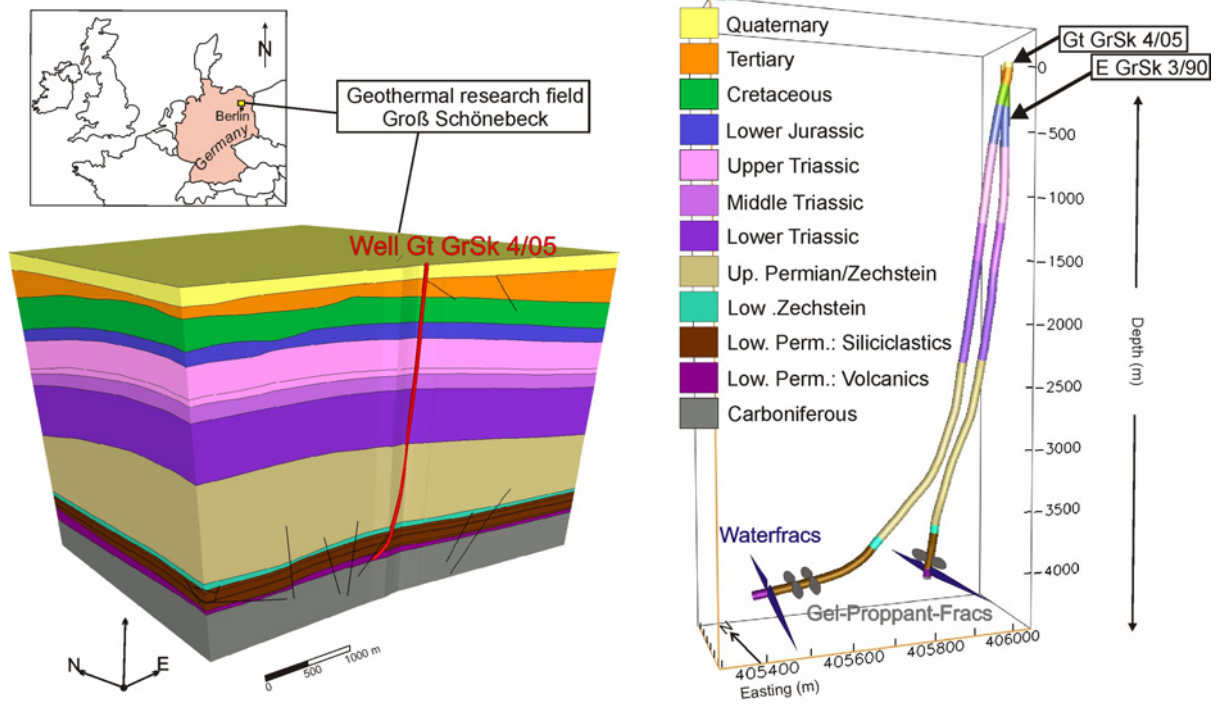 N
Berlin
Germany
Geothermal research field
Groß Schönebeck
Well Gt GrSk 4/05
N
E
0
500
1000 m
Quaternary
Tertiary
Cretaceous
Lower Jurassic
Upper Triassic
Middle Triassic
Lower Triassic
Up. Permian/Zechstein
Low .Zechstein
Low. Perm.: Siliciclastics
Low. Perm.: Volcanics
Carboniferous
Gt GrSk 4/05
E GrSk 3/90
0
-500
-1000
-1500
-2000
-2500
-3000
-3500
-4000
Depth (m)
Waterfracs
Gel-Proppant-Fracs
N
405400
405600
405800
406000
Easting (m)